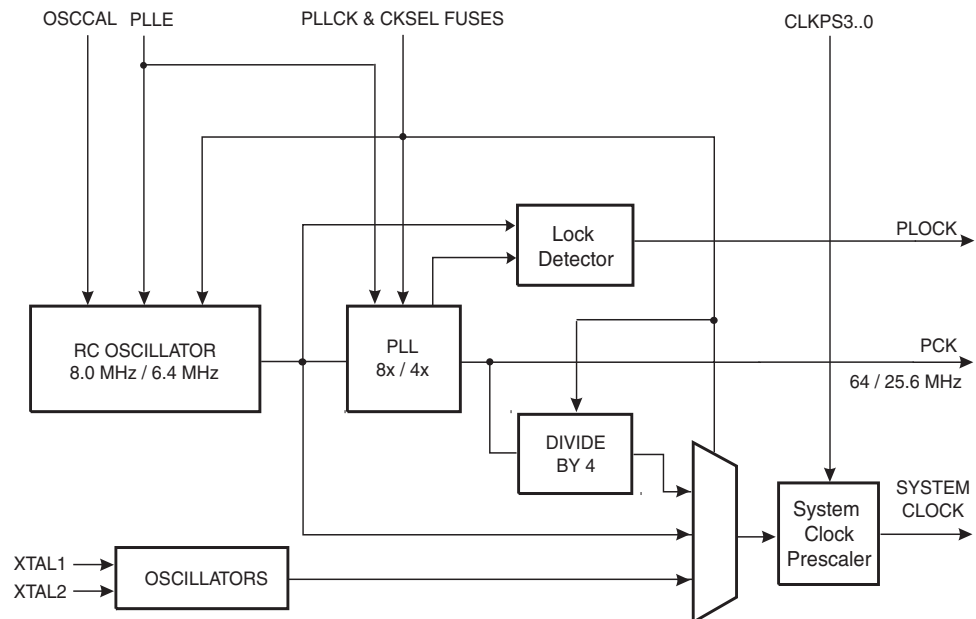 OSCCAL PLLE PLLCK & CKSEL FUSES CLKPS3..0
Lock
Detector
PLOCK
RC OSCILLATOR
8.0 MHz / 6.4 MHz
PLL
8x / 4x
PCK
64 / 25.6 MHz
DIVIDE
BY 4
System
Clock
Prescaler
SYSTEM
CLOCK
XTAL1
XTAL2
OSCILLATORS